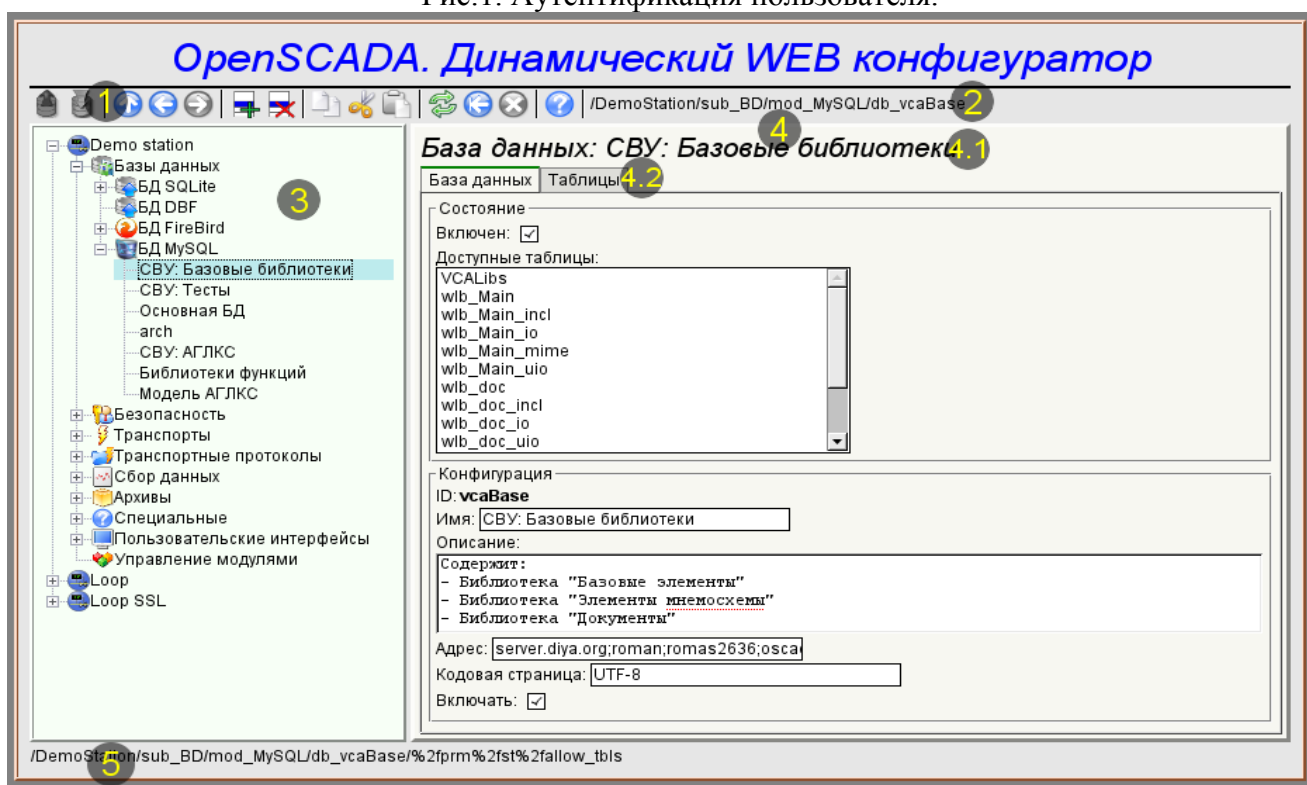 Рис.1. Аутентификация пользователя.
OpenSCADA. Динамический WEB конфигуратор
1
/DemoStation/sub_BD/mod_MySQL/db_vcaBase
2
Demo station
Базы данных
БД SQLite
БД DBF
БД FireBird
БД MySQL
СВУ: Базовые библиотеки
СВУ: Тесты
Основная БД
arch
СВУ: АГЛКС
Библиотеки функций
Модель АГЛКС
Безопасность
Транспорты
Транспортные протоколы
Сбор данных
Архивы
Специальные
Пользовательские интерфейсы
Управление модулями
Loop
Loop SSL
3
4
База данных: СВУ: Базовые библиотеки
4.1
База данных Таблицы
4.2
Состояние
Включен:
Доступные таблицы:
VCALibs
wlb_Main
wlb_Main_incl
wlb_Main_io
wlb_Main_mime
wlb_Main_uio
wlb_doc
wlb_doc_incl
wlb_doc_io
wlb_doc_uio
Конфигурация
ID: vcaBase
Имя: СВУ: Базовые библиотеки
Описание:
Содержит:
- Библиотека "Базовые элементы"
- Библиотека "Элементы мнемосхемы"
- Библиотека "Документы"
Адрес: server.diya.org;roman;romas2636;osca
Кодовая страница: UTF-8
Включать:
/DemoStation/sub_BD/mod_MySQL/db_vcaBase/%2fprm%2fst%2fallow_tbls
5